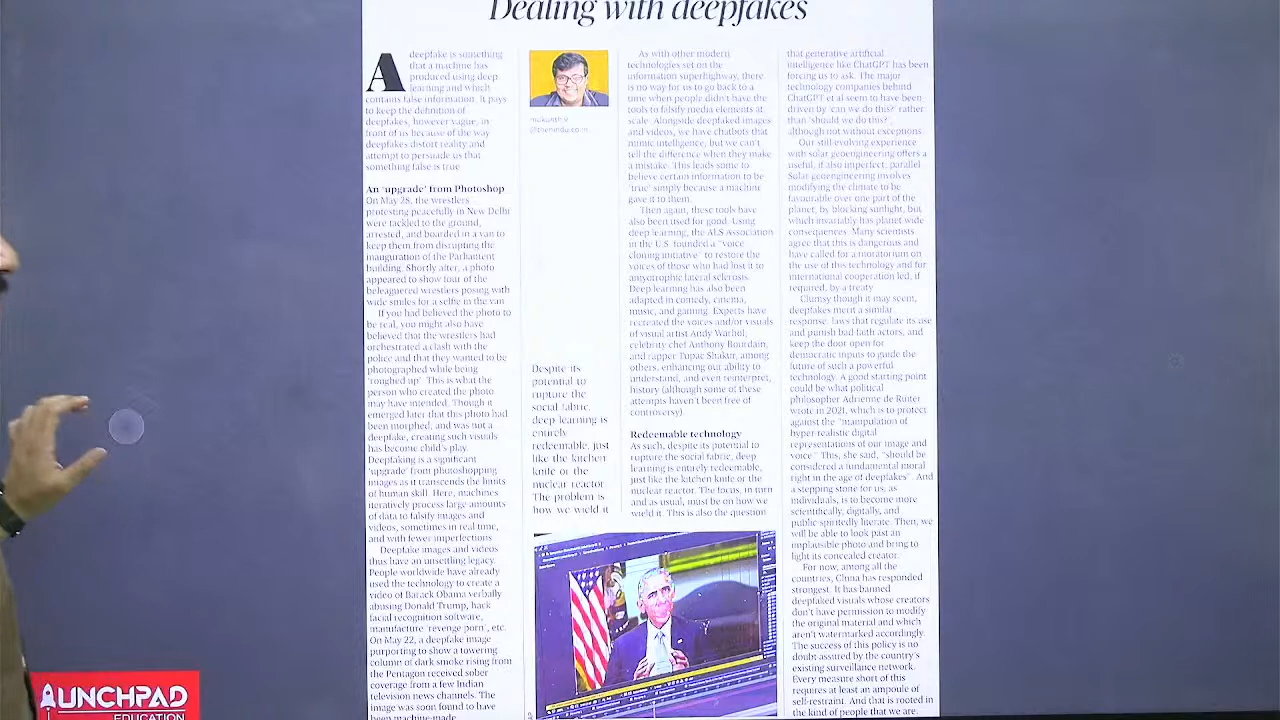 Dealing with deepfakes
A deepfake is something
that a machine has
produced using deep
learning and which
contains false information. It pays
to keep the definition of
deepfakes, however vague, in
front of us because of the way
deepfakes distort reality and
attempt to persuade us that
something false is true
An 'upgrade' from Photoshop
On May 28, the wrestlers
protesting peacefully in New Delhi
were tackled to the ground,
arrested, and boarded in a van to
keep them from disrupting the
inauguration of the Parliament
building. Shortly after, a photo
appeared to show four of the
beleaguered wrestlers posing with
wide smiles for a selfie in the van
If you had believed the photo to
be real, you might also have
believed that the wrestlers had
orchestrated a clash with the
police and that they wanted to be
photographed while being
'roughed up'. This is what the
person who created the photo
may have intended. Though it
emerged later that this photo had
been morphed, and was not a
deepfake, creating such visuals
has become child's play.
Deepfaking is a significant
'upgrade' from photoshopping
images as it transcends the limits
of human skill. Here, machines
iteratively process large amounts
of data to falsify images and
videos, sometimes in real time,
and with fewer imperfections
Deepfake images and videos
thus have an unsettling legacy.
People worldwide have already
used the technology to create a
video of Barack Obama verbally
abusing Donald Trump, hack
facial recognition software,
manufacture 'revenge porn', etc.
On May 22, a deepfake image
purporting to show a towering
column of dark smoke rising from
the Pentagon received sober
coverage from a few Indian
television news channels. The
image was soon found to have
been machine-made
mukunth.v
@thehindu.co.in
Despite its
potential to
rupture the
social fabric,
deep learning is
entirely
redeemable, just
like the kitchen
knife or the
nuclear reactor
The problem is
how we wield it
As with other modern
technologies set on the
information superhighway, there
is no way for us to go back to a
time when people didn't have the
tools to falsify media elements at
scale. Alongside deepfaked images
and videos, we have chatbots that
mimic intelligence, but we can't
tell the difference when they make
a mistake. This leads some to
believe certain information to be
'true' simply because a machine
gave it to them.
Then again, these tools have
also been used for good. Using
deep learning, the ALS Association
in the U.S. founded a "voice
cloning initiative" to restore the
voices of those who had lost it to
amyotrophic lateral sclerosis.
Deep learning has also been
adapted in comedy, cinema,
music, and gaming. Experts have
recreated the voices and/or visuals
of visual artist Andy Warhol,
celebrity chef Anthony Bourdain,
and rapper Tupac Shakur, among
others, enhancing our ability to
understand, and even reinterpret,
history (although some of these
attempts haven't been free of
controversy)
Redeemable technology
As such, despite its potential to
rupture the social fabric, deep
learning is entirely redeemable,
just like the kitchen knife or the
nuclear reactor. The focus, in turn
and as usual, must be on how we
wield it. This is also the question
that generative artificial
intelligence like ChatGPT has been
forcing us to ask. The major
technology companies behind
ChatGPT et al seem to have been
driven by 'can we do this?' rather
than 'should we do this?',
although not without exceptions.
Our still-evolving experience
with solar geoengineering offers a
useful, if also imperfect, parallel
Solar geoengineering involves
modifying the climate to be
favourable over one part of the
planet, by blocking sunlight, but
which invariably has planet-wide
consequences. Many scientists
agree that this is dangerous and
have called for a moratorium on
the use of this technology and for
international cooperation led, if
required, by a treaty
Clumsy though it may seem,
deepfakes merit a similar
response: laws that regulate its use
and punish bad-faith actors, and
keep the door open for
democratic inputs to guide the
future of such a powerful
technology. A good starting point
could be what political
philosopher Adrienne de Ruiter
wrote in 2021, which is to protect
against the "manipulation of
hyper-realistic digital
representations of our image and
voice". This, she said, "should be
considered a fundamental moral
right in the age of deepfakes". And
a stepping stone for us, as
individuals, is to become more
scientifically, digitally, and
public-spiritedly literate. Then, we
will be able to look past an
implausible photo and bring to
light its concealed creator.
For now, among all the
countries, China has responded
strongest. It has banned
deepfaked visuals whose creators
don't have permission to modify
the original material and which
aren't watermarked accordingly.
The success of this policy is no
doubt assured by the country's
existing surveillance network.
Every measure short of this
requires at least an ampoule of
self-restraint. And that is rooted in
the kind of people that we are.
AP
LAUNCHPAD
EDUCATION